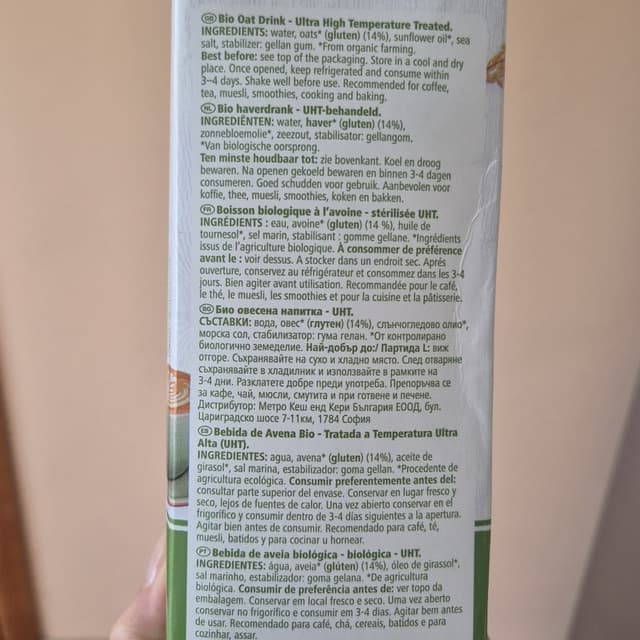 GB Bio Oat Drink - Ultra High Temperature Treated.
INGREDIENTS: water, oats* (gluten) (14%), sunflower oil*, sea
salt, stabilizer: gellan gum. *From organic farming.
Best before: see top of the packaging. Store in a cool and dry
place. Once opened, keep refrigerated and consume within
3–4 days. Shake well before use. Recommended for coffee,
tea, muesli, smoothies, cooking and baking.
NL Bio haverdrank - UHT-behandeld.
INGREDIËNTEN: water, haver* (gluten) (14%),
zonnebloemolie*, zeezout, stabilisator: gellangom.
*Van biologische oorsprong.
Ten minste houdbaar tot: zie bovenkant. Koel en droog
bewaren. Na openen gekoeld bewaren en binnen 3-4 dagen
consumeren. Goed schudden voor gebruik. Aanbevolen voor
koffie, thee, muesli, smoothies, koken en bakken.
FR Boisson biologique à l'avoine - stérilisée UHT.
INGRÉDIENTS : eau, avoine* (gluten) (14 %), huile de
tournesol*, sel marin, stabilisant : gomme gellane. *Ingrédients
issus de l'agriculture biologique. À consommer de préférence
avant le : voir dessus. A stocker dans un endroit sec. Aprés
ouverture, conservez au réfrigérateur et consommez dans les 3-4
jours. Bien agiter avant utilisation. Recommandée pour le café,
le thé, le muesli, les smoothies et pour la cuisine et la pâtisserie.
BG Био овесена напитка - UHT.
СЪСТАВКИ: вода, овес* (глутен) (14%), слънчогледово олио*,
морска сол, стабилизатор: гума гелан. *От контролирано
биологично земеделие. Най-добър до:/ Партида L: виж
отгоре. Съхранявайте на сухо и хладно място. След отваряне
съхранявайте в хладилник и използвайте в рамките на
3-4 дни. Разклатете добре преди употреба. Препоръчва се
за кафе, чай, мюсли, смутита и при готвене и печене.
Дистрибутор: Метро Кеш енд Кери България ЕООД, бул.
Цариградско шосе 7-11км, 1784 София
ES Bebida de Avena Bio - Tratada a Temperatura Ultra
Alta (UHT).
INGREDIENTES: agua, avena* (gluten) (14%), aceite de
girasol*, sal marina, estabilizador: goma gellan. *Procedente de
agricultura ecológica. Consumir preferentemente antes del:
consultar parte superior del envase. Conservar en lugar fresco y
seco, lejos de fuentes de calor. Una vez abierto conservar en el
frigorífico y consumir dentro de 3-4 días siguientes a la apertura.
Agitar bien antes de consumir. Recomendado para café, té,
muesli, batidos y para cocinar u hornear.
PT Bebida de aveia biológica - biológica - UHT.
INGREDIENTES: água, aveia* (glúten) (14%), óleo de girassol*,
sal marinho, estabilizador: goma gelana. *De agricultura
biológica. Consumir de preferência antes de: ver topo da
embalagem. Conservar em local fresco e seco. Uma vez aberto
conservar no frigorífico e consumir em 3-4 dias. Agitar bem antes
de usar. Recomendado para café, chá, cereais, batidos e para
cozinhar, assar.